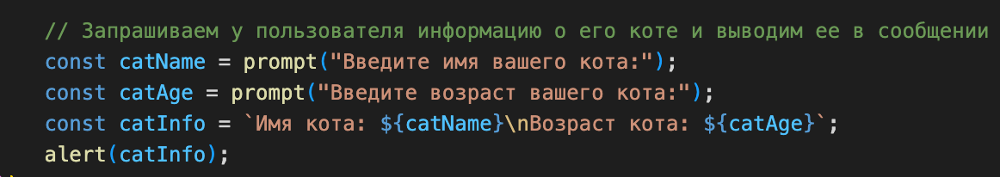 // Запрашиваем у пользователя информацию о его коте и выводим ее в сообщении
const catName = prompt("Введите имя вашего кота:");
const catAge = prompt("Введите возраст вашего кота:");
const catInfo = `Имя кота: ${catName}\nВозраст кота: ${catAge}`;
alert(catInfo);